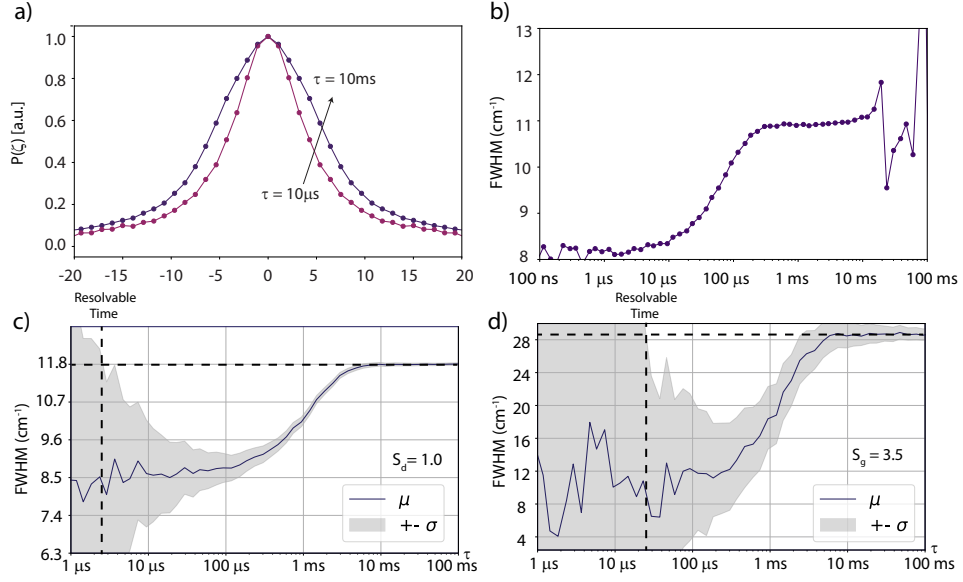 a)
P(ζ) [a.u.]
1.0
0.8
0.6
0.4
0.2
0.0
τ = 10ms
τ = 10µs
-20 -15 -10 -5 0 5 10 15 20
b)
FWHM (cm⁻¹)
13
12
11
10
9
8
100 ns 1 µs 10 µs 100 µs 1 ms 10 ms 100 ms
c)
Resolvable
Time
FWHM (cm⁻¹)
11.8
10.7
9.6
8.5
7.4
6.3
S_d = 1.0
μ
+- σ
1 µs 10 µs 100 µs 1 ms 10 ms 100 ms
τ
d)
Resolvable
Time
FWHM (cm⁻¹)
28
24
20
16
12
8
4
S_g = 3.5
μ
+- σ
1 µs 10 µs 100 µs 1 ms 10 ms 100 ms
τ